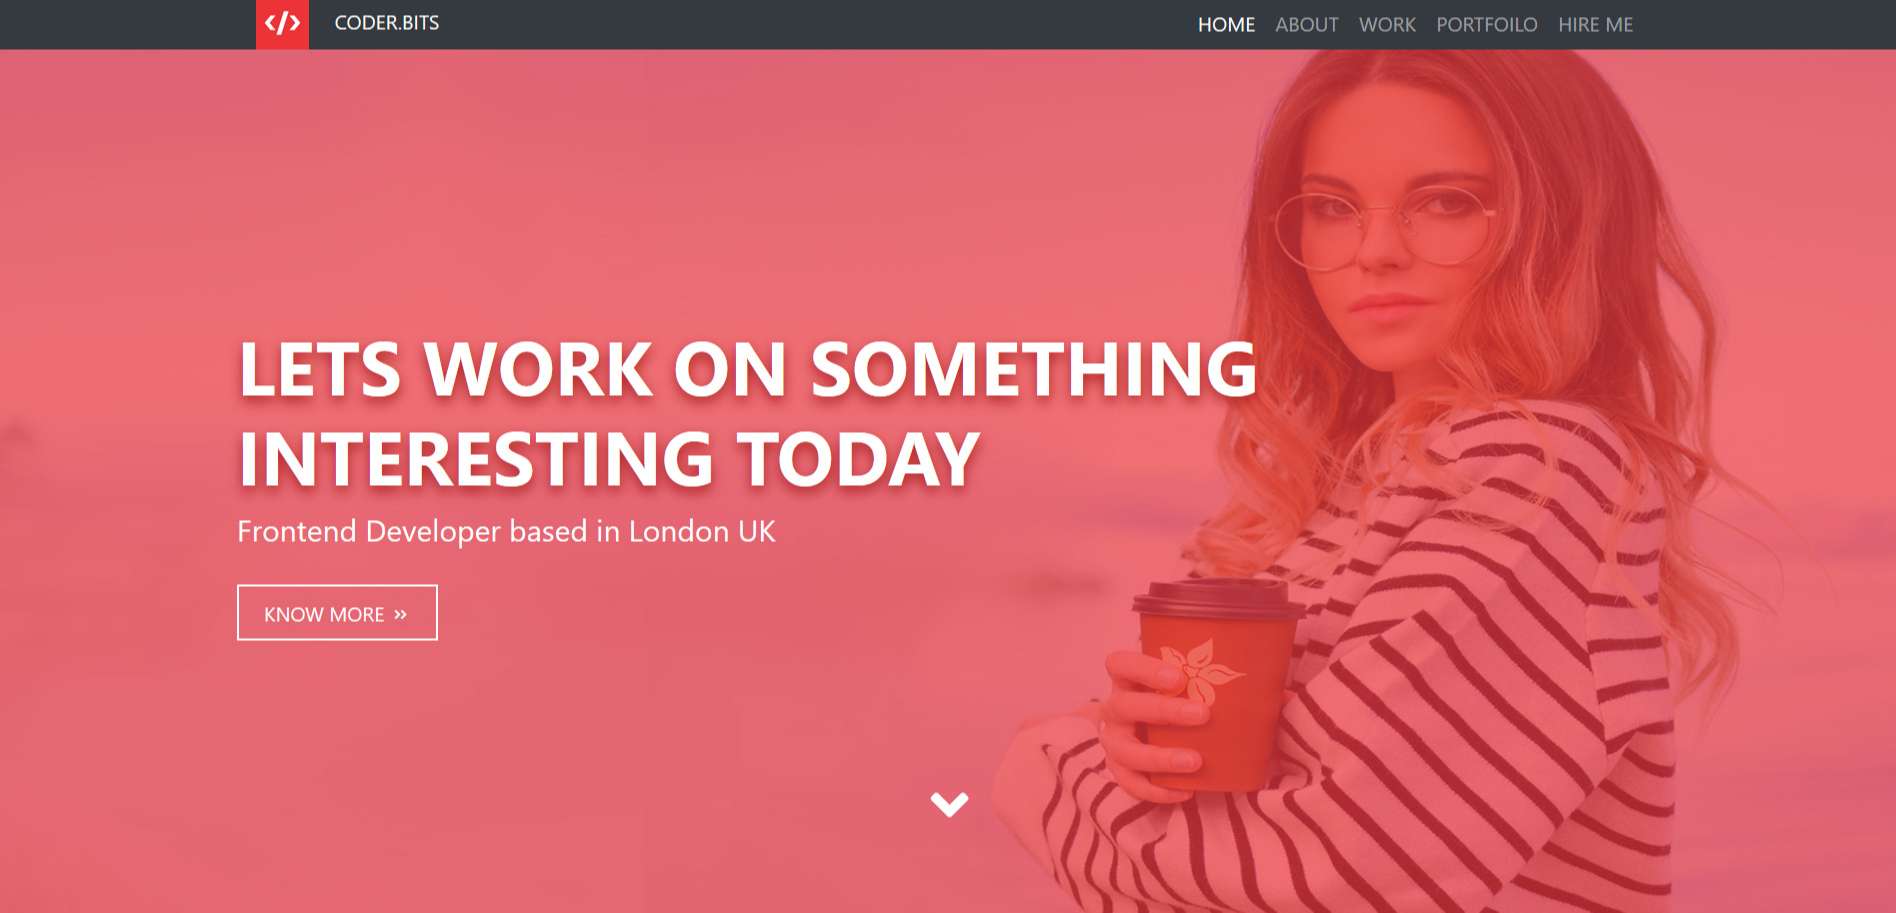 </> CODER.BITS HOME ABOUT WORK PORTFOILO HIRE ME
LETS WORK ON SOMETHING
INTERESTING TODAY
Frontend Developer based in London UK
KNOW MORE »